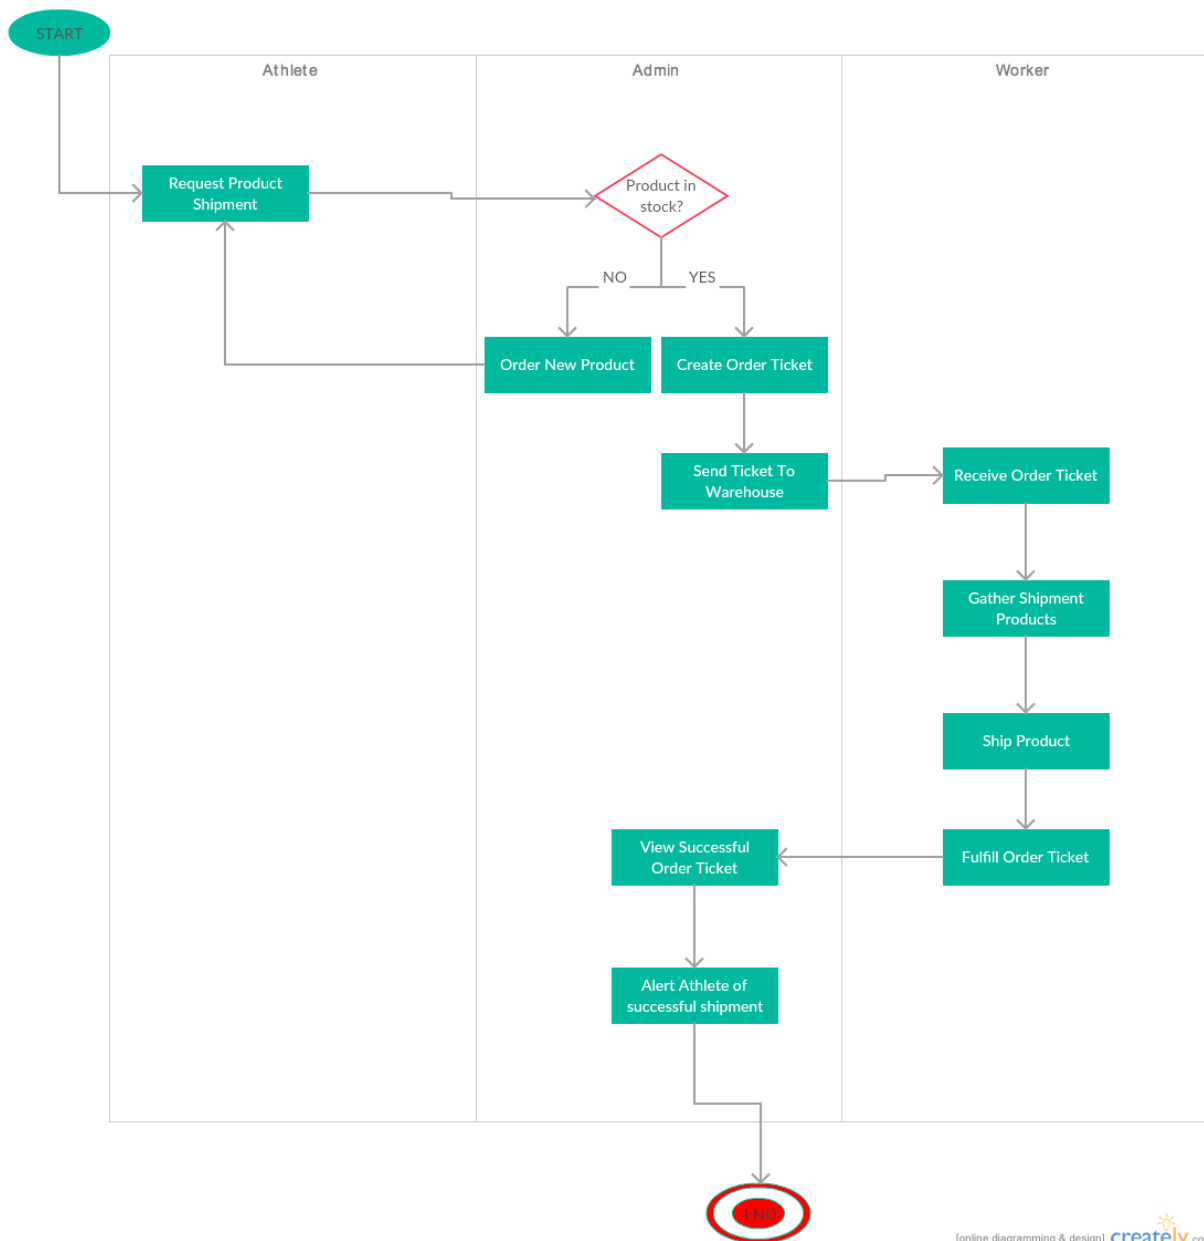 START
Athlete
Admin
Worker
Request Product
Shipment
Product in
stock?
NO
YES
Order New Product
Create Order Ticket
Send Ticket To
Warehouse
Receive Order Ticket
Gather Shipment
Products
Ship Product
View Successful
Order Ticket
Fulfill Order Ticket
Alert Athlete of
successful shipment
END
[online diagramming & design] creately.co